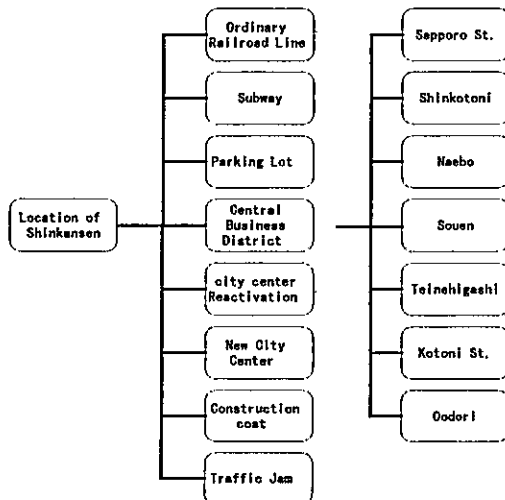 Location of
Shinkansen
Ordinary
Railroad Line
Subway
Parking Lot
Central
Business
District
city center
Reactivation
New City
Center
Construction
cost
Traffic Jam
Sapporo St.
Shinkotoni
Naebo
Souen
Teinehigashi
Kotoni St.
Oodori